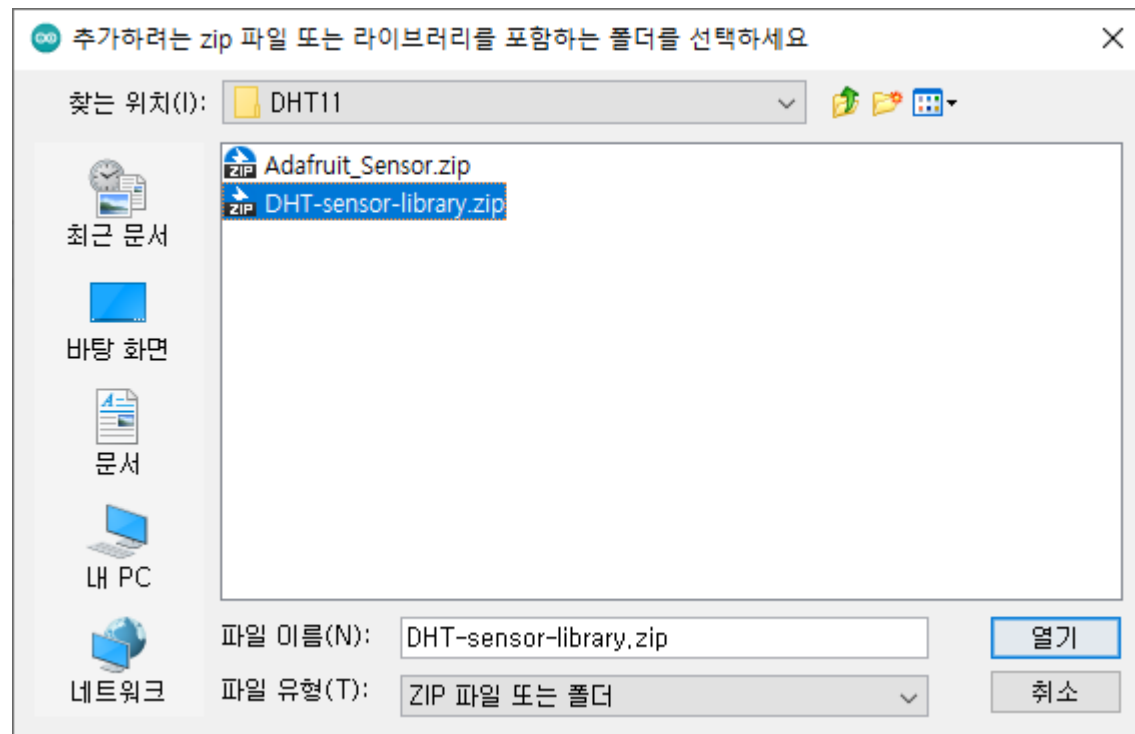 추가하려는 zip 파일 또는 라이브러리를 포함하는 폴더를 선택하세요
찾는 위치(I): DHT11
Adafruit_Sensor.zip
DHT-sensor-library.zip
최근 문서
바탕 화면
문서
내 PC
네트워크
파일 이름(N): DHT-sensor-library.zip 열기
파일 유형(T): ZIP 파일 또는 폴더 취소